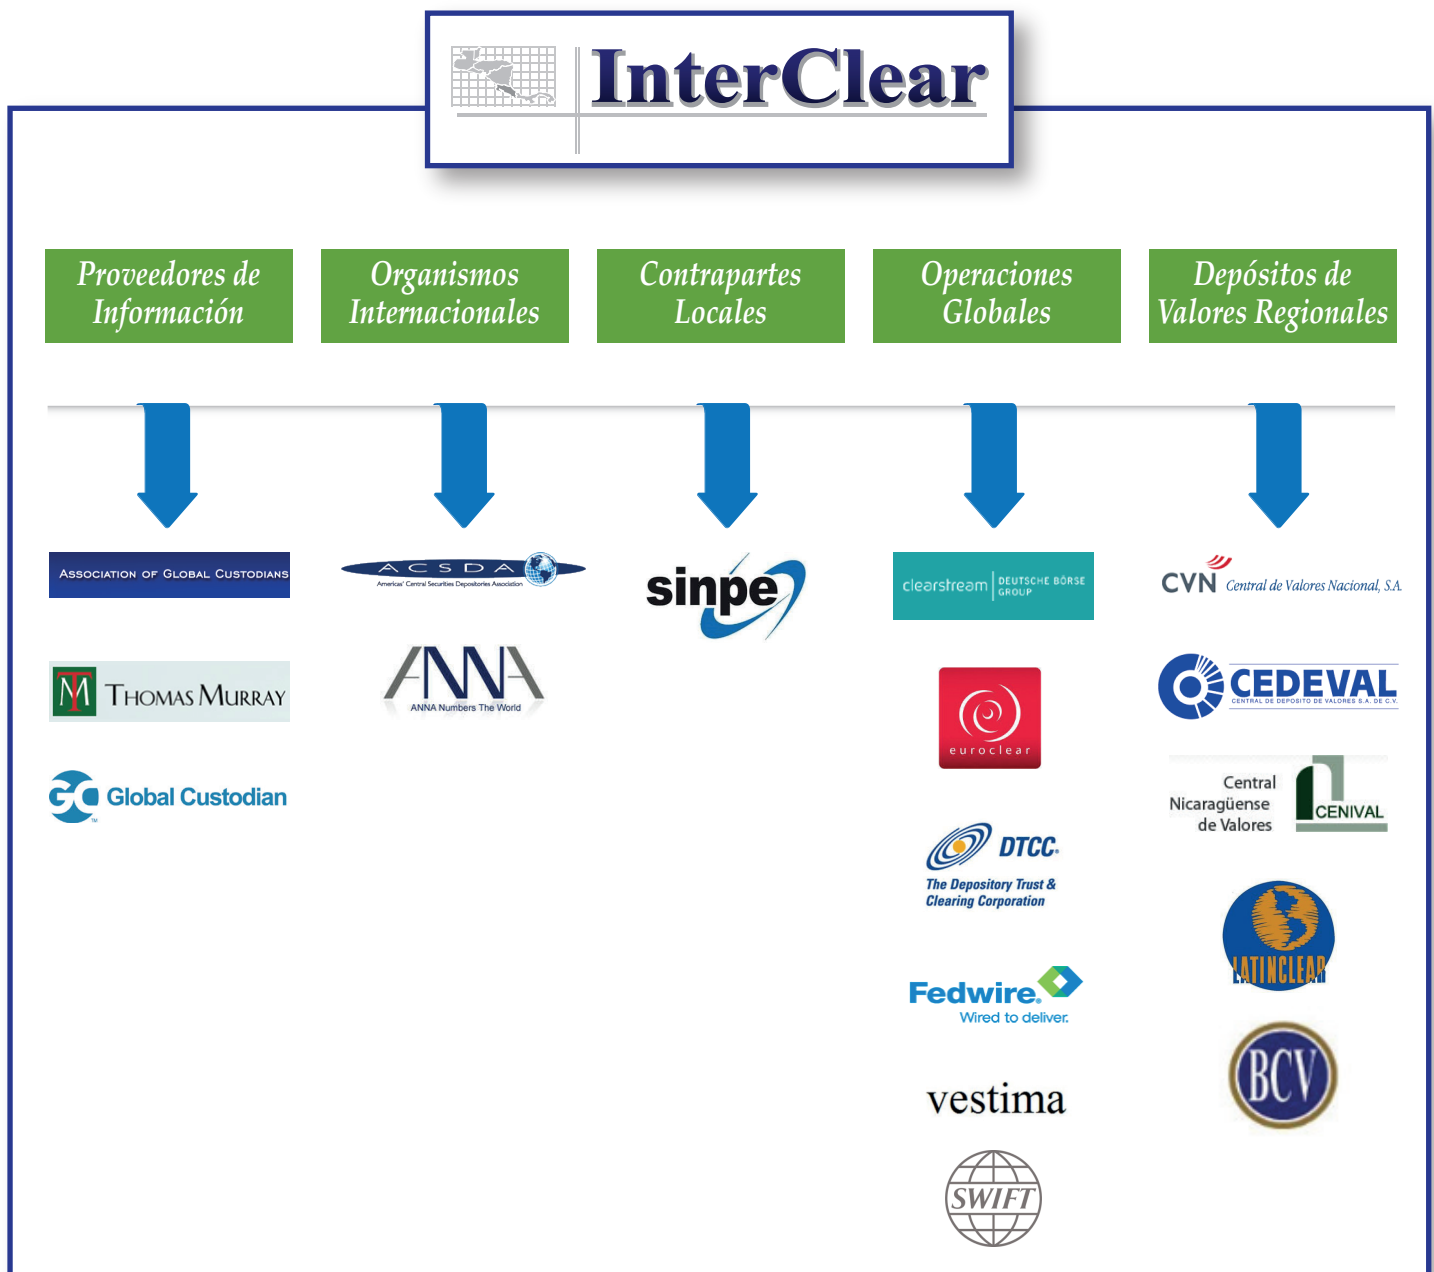 InterClear
Proveedores de
Información
Organismos
Internacionales
Contrapartes
Locales
Operaciones
Globales
Depósitos de
Valores Regionales
ASSOCIATION OF GLOBAL CUSTODIANS
TM THOMAS MURRAY
GC Global Custodian
TM
ACSDA
Americas' Central Securities Depositories Association
ANNA
ANNA Numbers The World
sinpe
clearstream
DEUTSCHE BÖRSE
GROUP
euroclear
DTCC®
The Depository Trust &
Clearing Corporation
Fedwire®
Wired to deliver.
vestima
SWIFT
CVN Central de Valores Nacional, S.A.
CEDEVAL
CENTRAL DE DEPOSITO DE VALORES S.A. DE C.V.
Central
Nicaragüense
de Valores
CENIVAL
LATINCLEAR
BCV